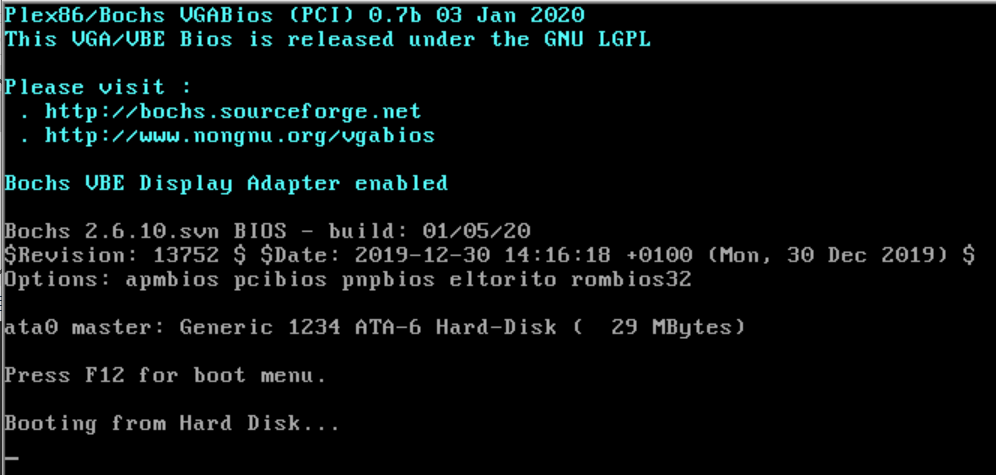 Plex86/Bochs VGABios (PCI) 0.7b 03 Jan 2020
This VGA/VBE Bios is released under the GNU LGPL
Please visit :
. http://bochs.sourceforge.net
. http://www.nongnu.org/vgabios
Bochs VBE Display Adapter enabled
Bochs 2.6.10.svn BIOS - build: 01/05/20
$Revision: 13752 $ $Date: 2019-12-30 14:16:18 +0100 (Mon, 30 Dec 2019) $
Options: apmbios pcibios pnpbios eltorito rombios32
ata0 master: Generic 1234 ATA-6 Hard-Disk (  29 MBytes)
Press F12 for boot menu.
Booting from Hard Disk...